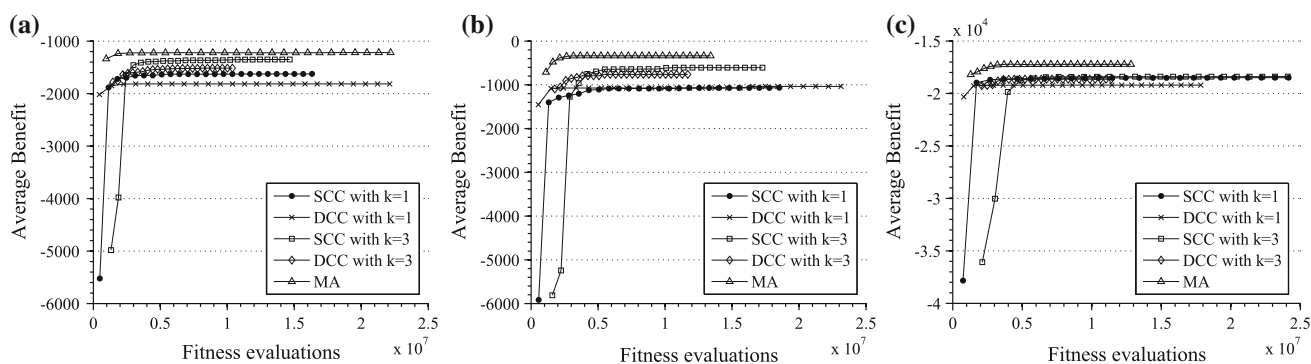 (a)
-1000
-2000
-3000
-4000
-5000
-6000
Average Benefit
SCC with k=1
DCC with k=1
SCC with k=3
DCC with k=3
MA
0 0.5 1 1.5 2 2.5
x 10^7
Fitness evaluations
(b)
0
-1000
-2000
-3000
-4000
-5000
-6000
Average Benefit
SCC with k=1
DCC with k=1
SCC with k=3
DCC with k=3
MA
0 0.5 1 1.5 2 2.5
x 10^7
Fitness evaluations
(c)
x 10^4
-1.5
-2
-2.5
-3
-3.5
-4
Average Benefit
SCC with k=1
DCC with k=1
SCC with k=3
DCC with k=3
MA
0 0.5 1 1.5 2 2.5
x 10^7
Fitness evaluations